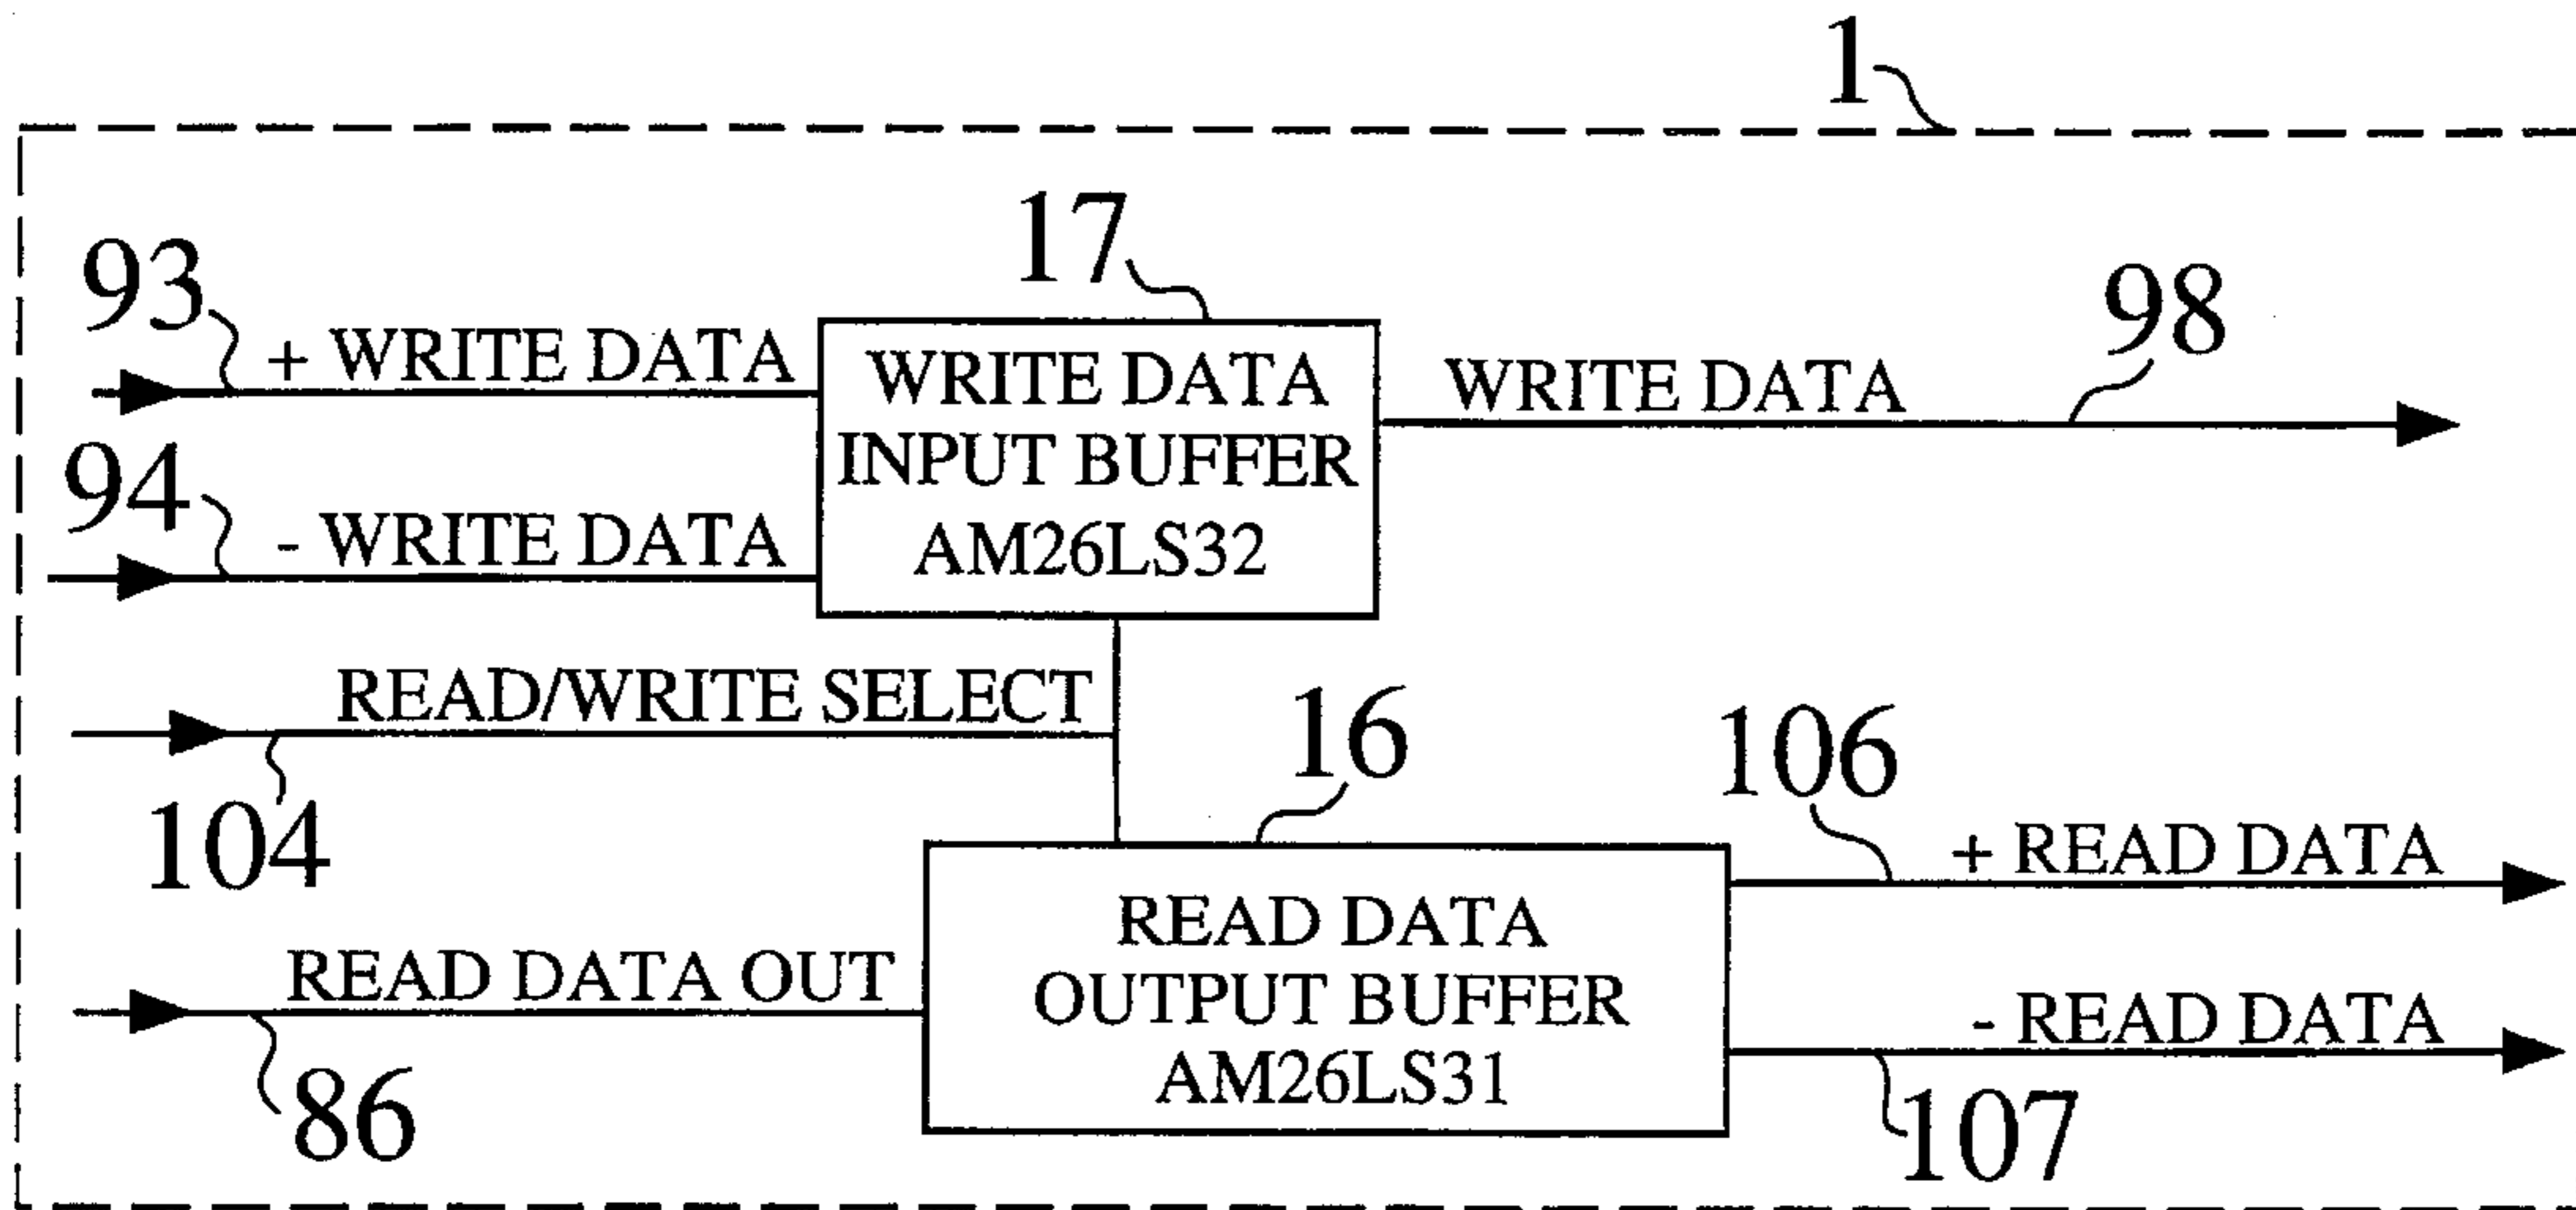 1
17
93
98
+ WRITE DATA
WRITE DATA
INPUT BUFFER
AM26LS32
WRITE DATA
94
- WRITE DATA
READ/WRITE SELECT
104
16
106
+ READ DATA
READ DATA OUT
86
READ DATA
OUTPUT BUFFER
AM26LS31
- READ DATA
107